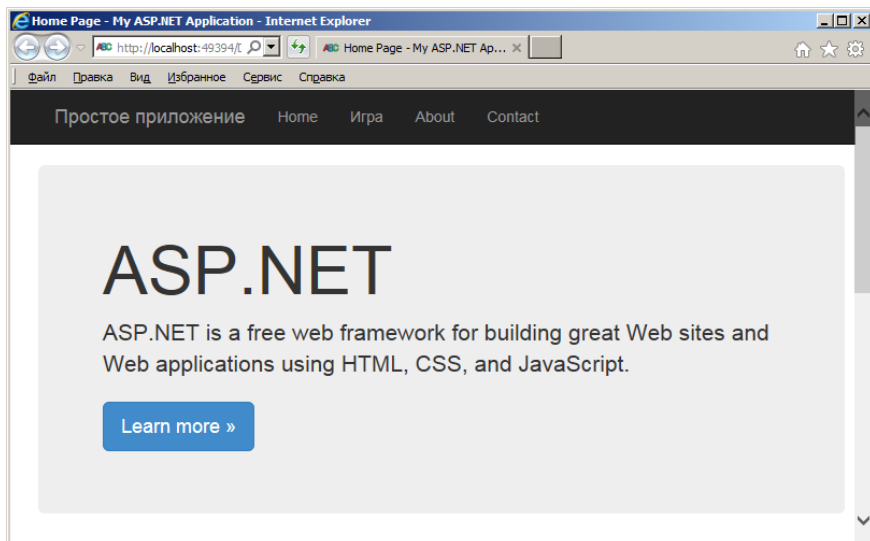 Home Page - My ASP.NET Application - Internet Explorer
http://localhost:49394/ ABC Home Page - My ASP.NET Ap...
Файл Правка Вид Избранное Сервис Справка
Простое приложение Home Игра About Contact
ASP.NET
ASP.NET is a free web framework for building great Web sites and
Web applications using HTML, CSS, and JavaScript.
Learn more »